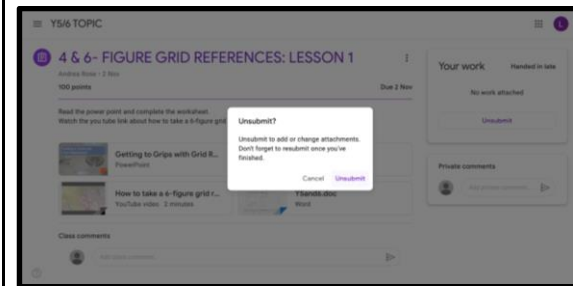 Y5/6 TOPIC
L
4 & 6- FIGURE GRID REFERENCES: LESSON 1
Andrea Rose • 2 Nov
100 points
Due 2 Nov
Read the power point and complete the worksheet.
Watch the you tube link about how to take a 6-figure grid
Getting to Grips with Grid R...
PowerPoint
How to take a 6-figure grid r...
YouTube video 2 minutes
Y5and6.doc
Word
Class comments
Add class comment...
Your work
Handed in late
No work attached
Unsubmit
Private comments
Add private comment...
Unsubmit?
Unsubmit to add or change attachments.
Don't forget to resubmit once you've
finished.
Cancel Unsubmit